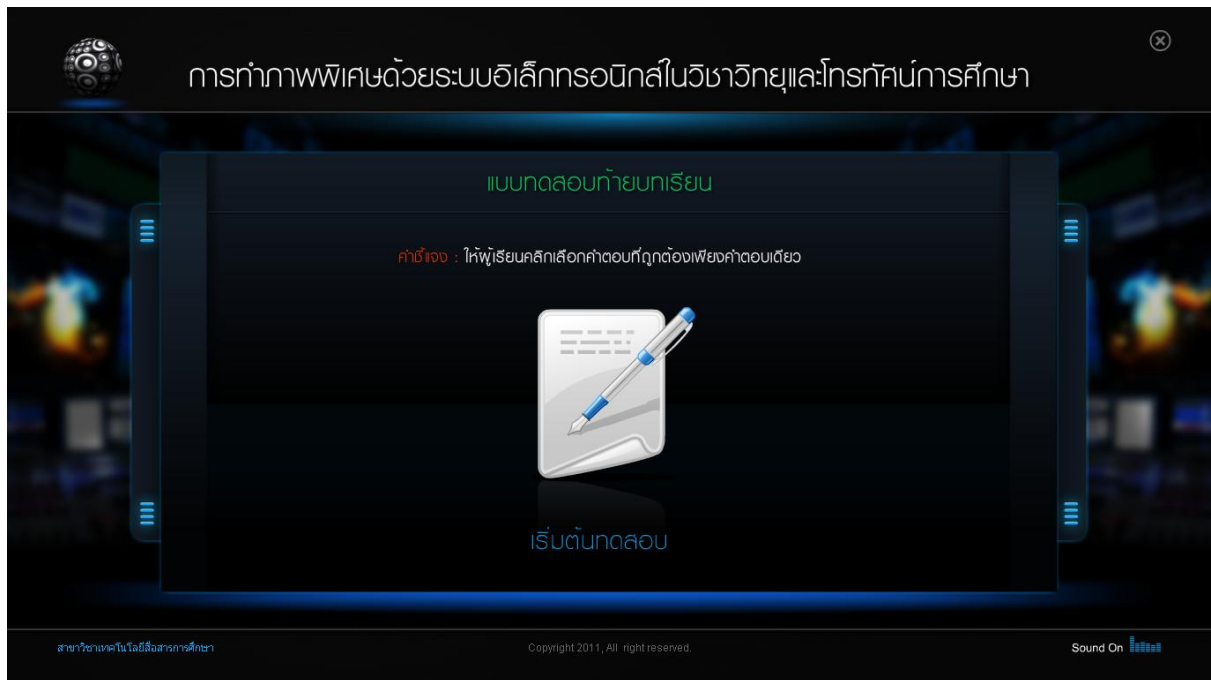 การทำภาพพิเศษด้วยระบบอิเล็กทรอนิกส์ในวิชาวิทยุและโทรทัศน์การศึกษา
แบบทดสอบท้ายบทเรียน
คำชี้แจง : ให้ผู้เรียนคลิกเลือกคำตอบที่ถูกต้องเพียงคำตอบเดียว
เริ่มต้นทดสอบ
สาขาวิชาเทคโนโลยีสื่อสารการศึกษา
Copyright 2011, All right reserved.
Sound On